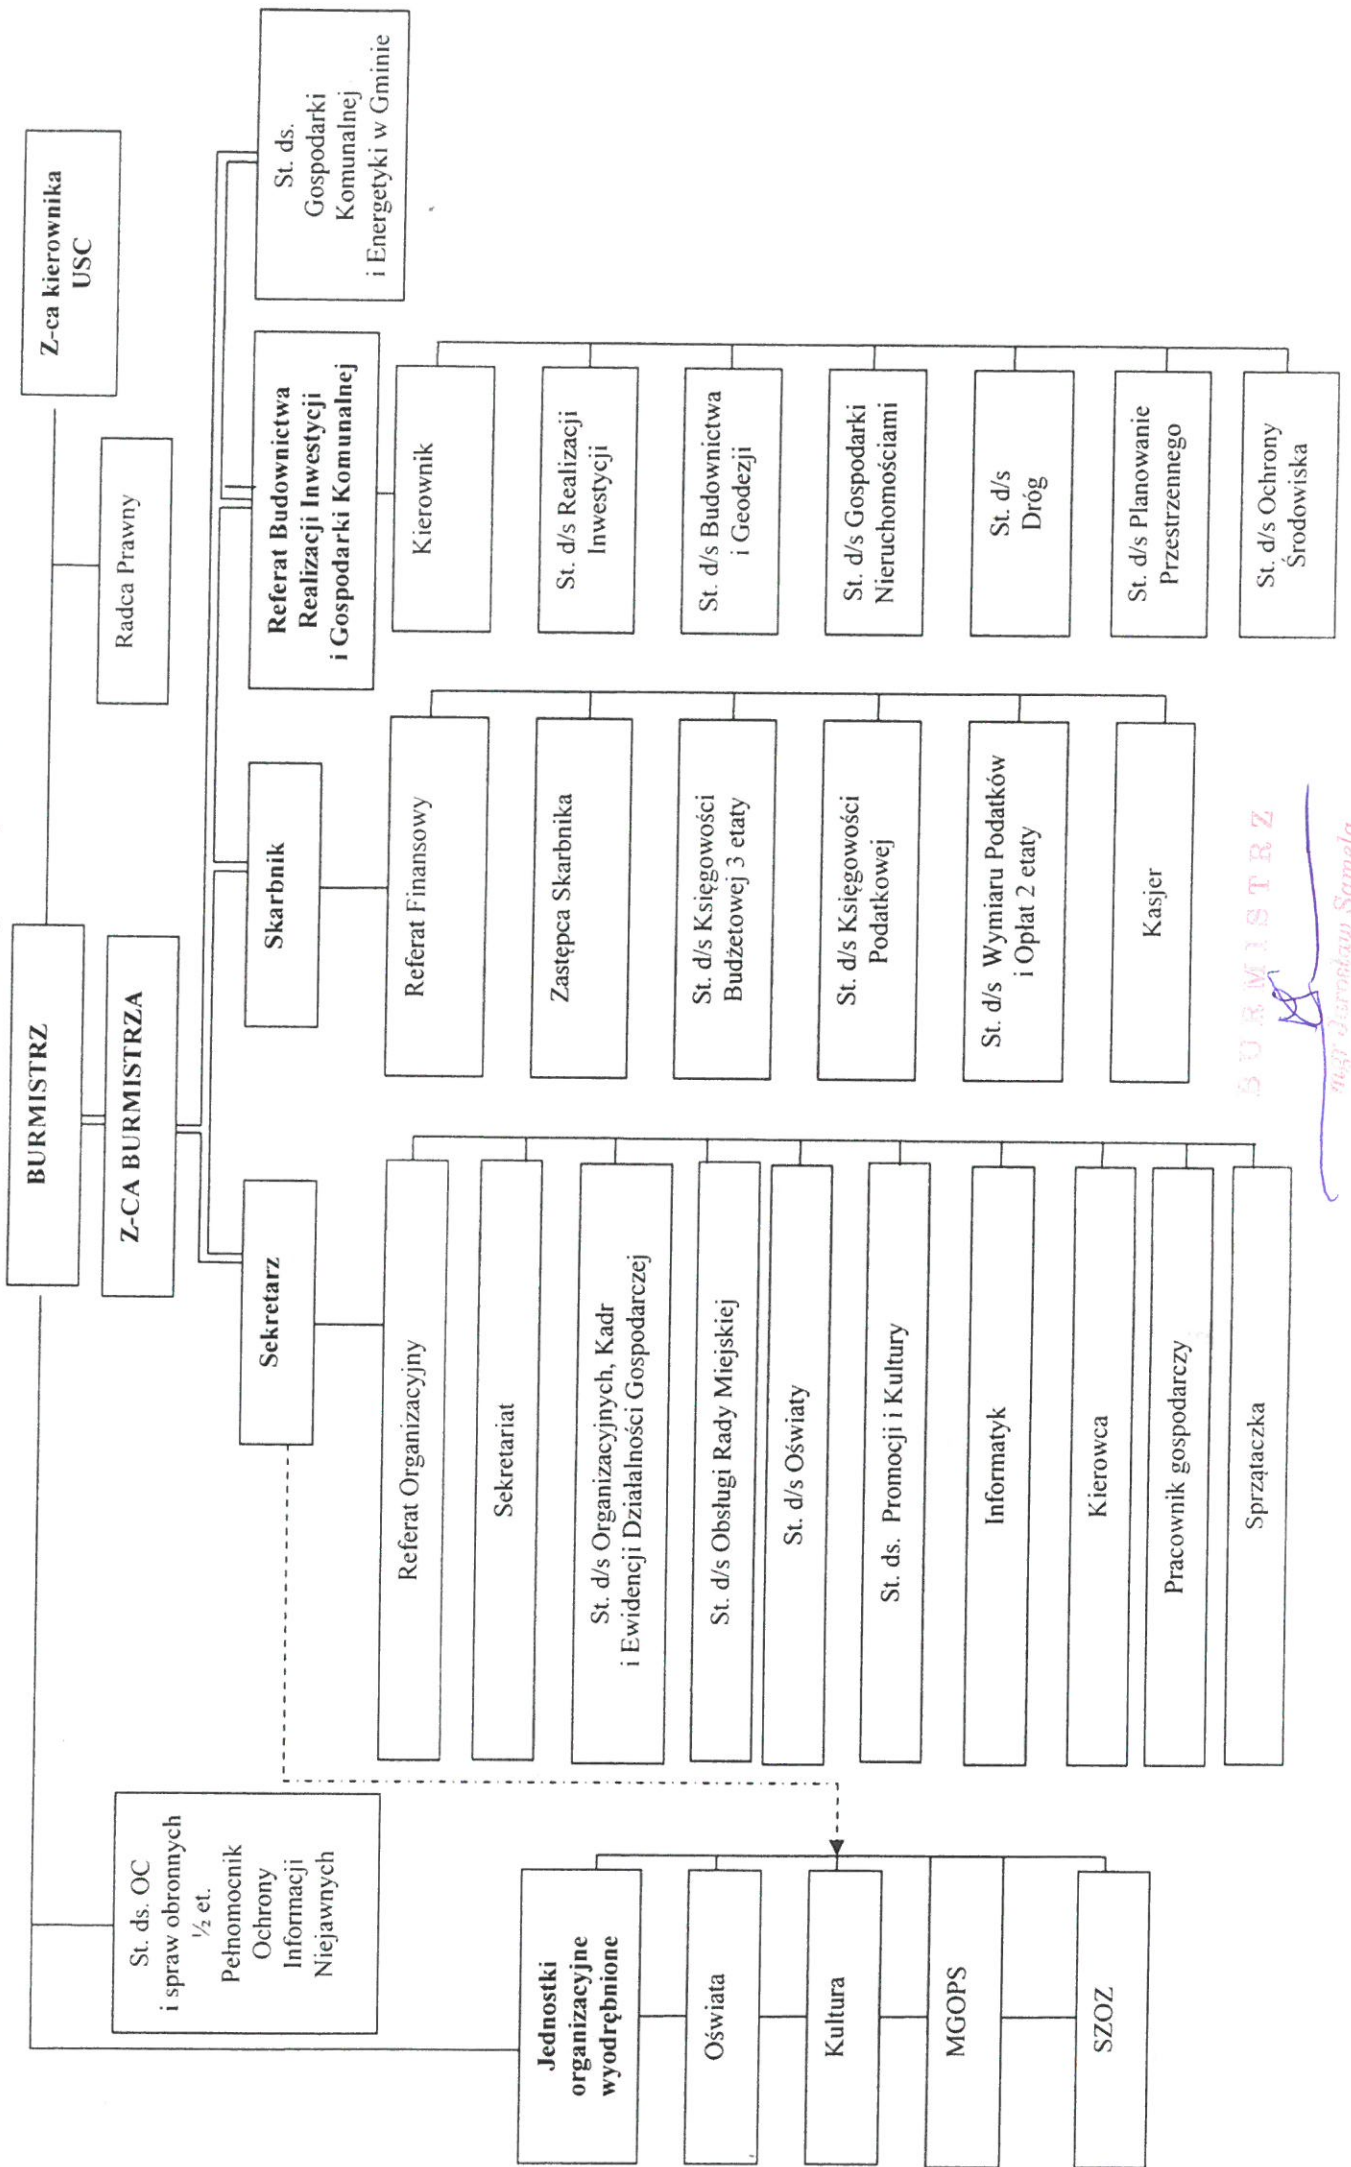 BURMISTRZ
Z-CA BURMISTRZA
Z-ca kierownika
USC
Radca Prawny
St. ds. OC
i spraw obronnych
½ et.
Pełnomocnik
Ochrony
Informacji
Niejawnych
Jednostki
organizacyjne
wyodrębnione
Oświata
Kultura
MGOPS
SZOZ
Sekretarz
Referat Organizacyjny
Sekretariat
St. d/s Organizacyjnych, Kadr
i Ewidencji Działalności Gospodarczej
St. d/s Obsługi Rady Miejskiej
St. d/s Oświaty
St. ds. Promocji i Kultury
Informatyk
Kierowca
Pracownik gospodarczy
Sprzątaczka
Skarbnik
Referat Finansowy
Zastępca Skarbnika
St. d/s Księgowości
Budżetowej 3 etaty
St. d/s Księgowości
Podatkowej
St. d/s Wymiaru Podatków
i Opłat 2 etaty
Kasjer
Referat Budownictwa
Realizacji Inwestycji
i Gospodarki Komunalnej
Kierownik
St. d/s Realizacji
Inwestycji
St. d/s Budownictwa
i Geodezji
St. d/s Gospodarki
Nieruchomościami
St. d/s
Dróg
St. d/s Planowanie
Przestrzennego
St. d/s Ochrony
Środowiska
St. ds.
Gospodarki
Komunalnej
i Energetyki w Gminie
BURMISTRZ
mgr Jarosław Samela